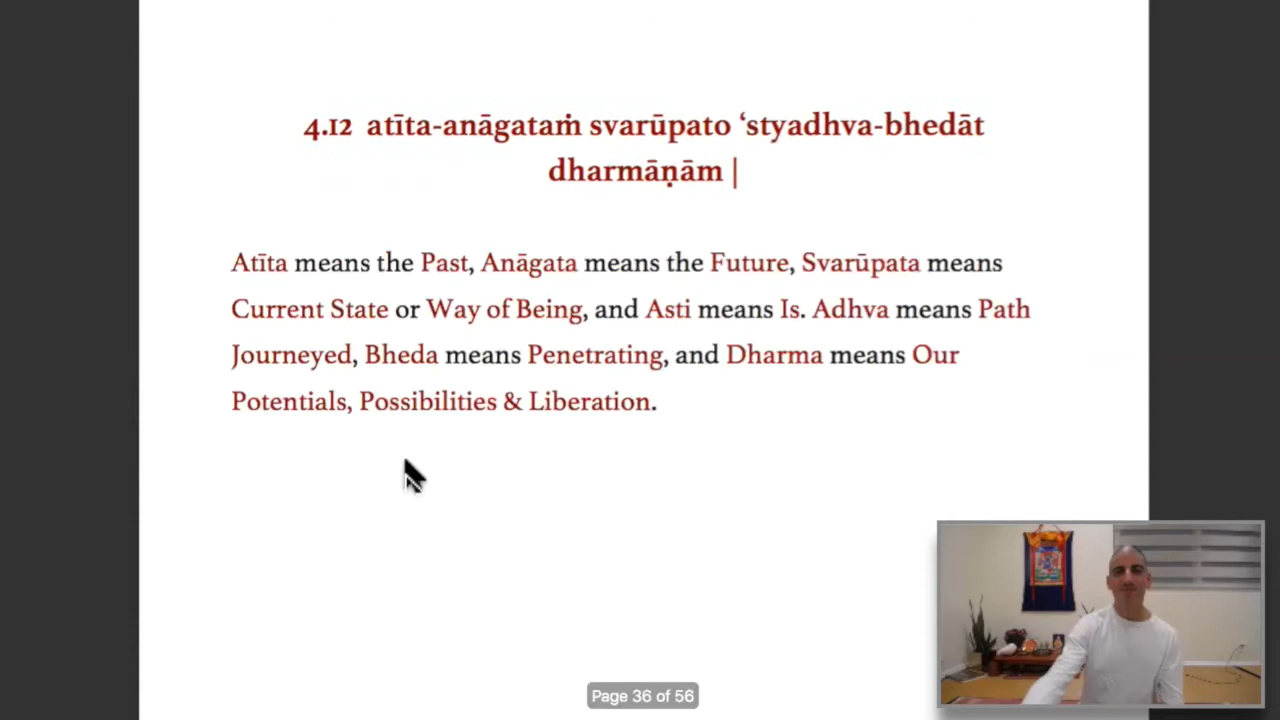 4.12 atīta-anāgataṁ svarūpato ‘styadhva-bhedāt
dharmāṇām |
Atīta means the Past, Anāgata means the Future, Svarūpata means
Current State or Way of Being, and Asti means Is. Adhva means Path
Journeyed, Bheda means Penetrating, and Dharma means Our
Potentials, Possibilities & Liberation.
Page 36 of 56